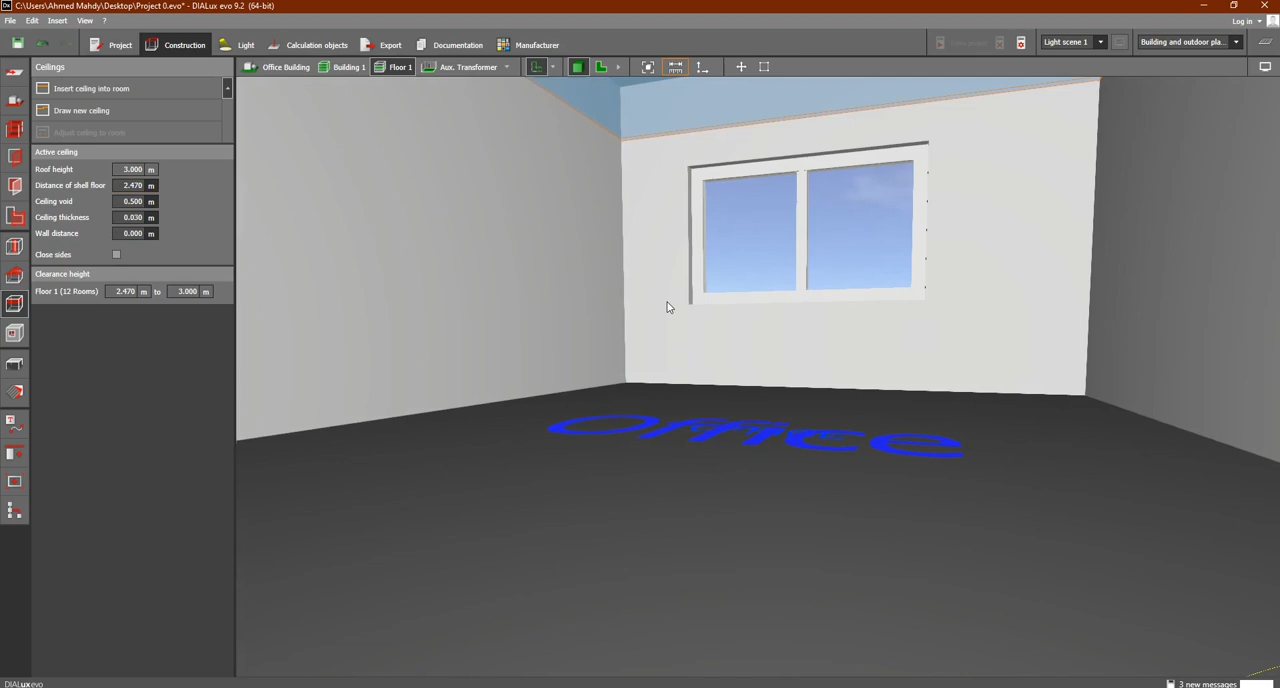 C:\Users\Ahmed Mahdy\Desktop\Project 0.evo* - DIALux evo 9.2 (64-bit)
File Edit Insert View ? Log in
Project Construction Light Calculation objects Export Documentation Manufacturer Light scene 1 Building and outdoor pla...
Ceilings
Office Building Building 1 Floor 1 Aux. Transformer
Insert ceiling into room
Draw new ceiling
Adjust ceiling to room
Active ceiling
Roof height 3.000 m
Distance of shell floor 2.470 m
Ceiling void 0.500 m
Ceiling thickness 0.030 m
Wall distance 0.000 m
Close sides
Clearance height
Floor 1 (12 Rooms) 2.470 m to 3.000 m
Office
DIALux evo
3 new messages